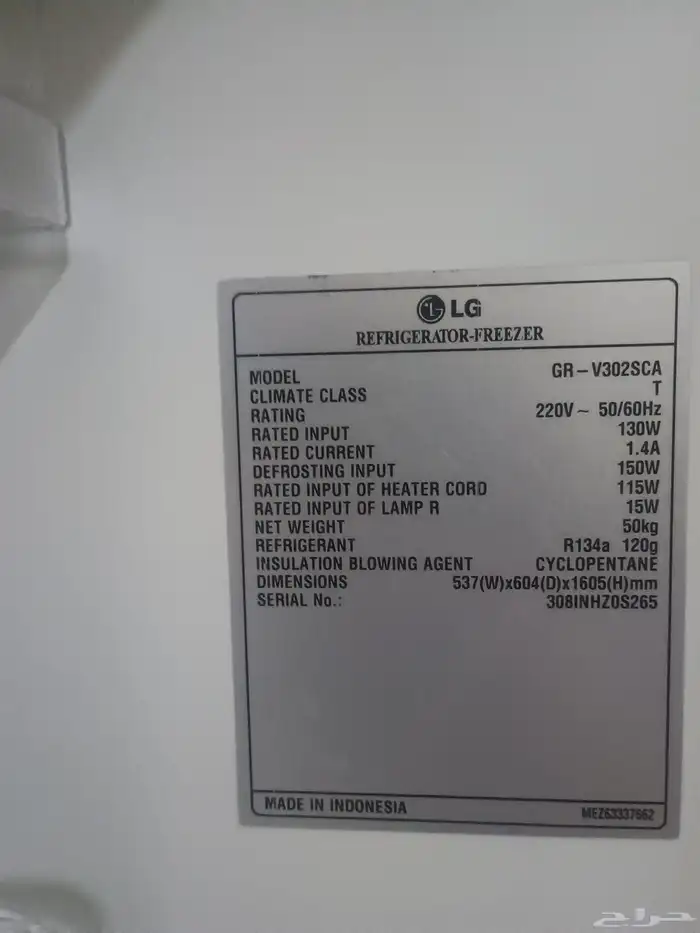 LG
REFRIGERATOR-FREEZER
MODEL GR-V302SCA
CLIMATE CLASS T
RATING 220V~ 50/60Hz
RATED INPUT 130W
RATED CURRENT 1.4A
DEFROSTING INPUT 150W
RATED INPUT OF HEATER CORD 115W
RATED INPUT OF LAMP R 15W
NET WEIGHT 50kg
REFRIGERANT R134a 120g
INSULATION BLOWING AGENT CYCLOPENTANE
DIMENSIONS 537(W)x604(D)x1605(H)mm
SERIAL No.: 308INHZ0S265
MADE IN INDONESIA MEZ63337662
حراج